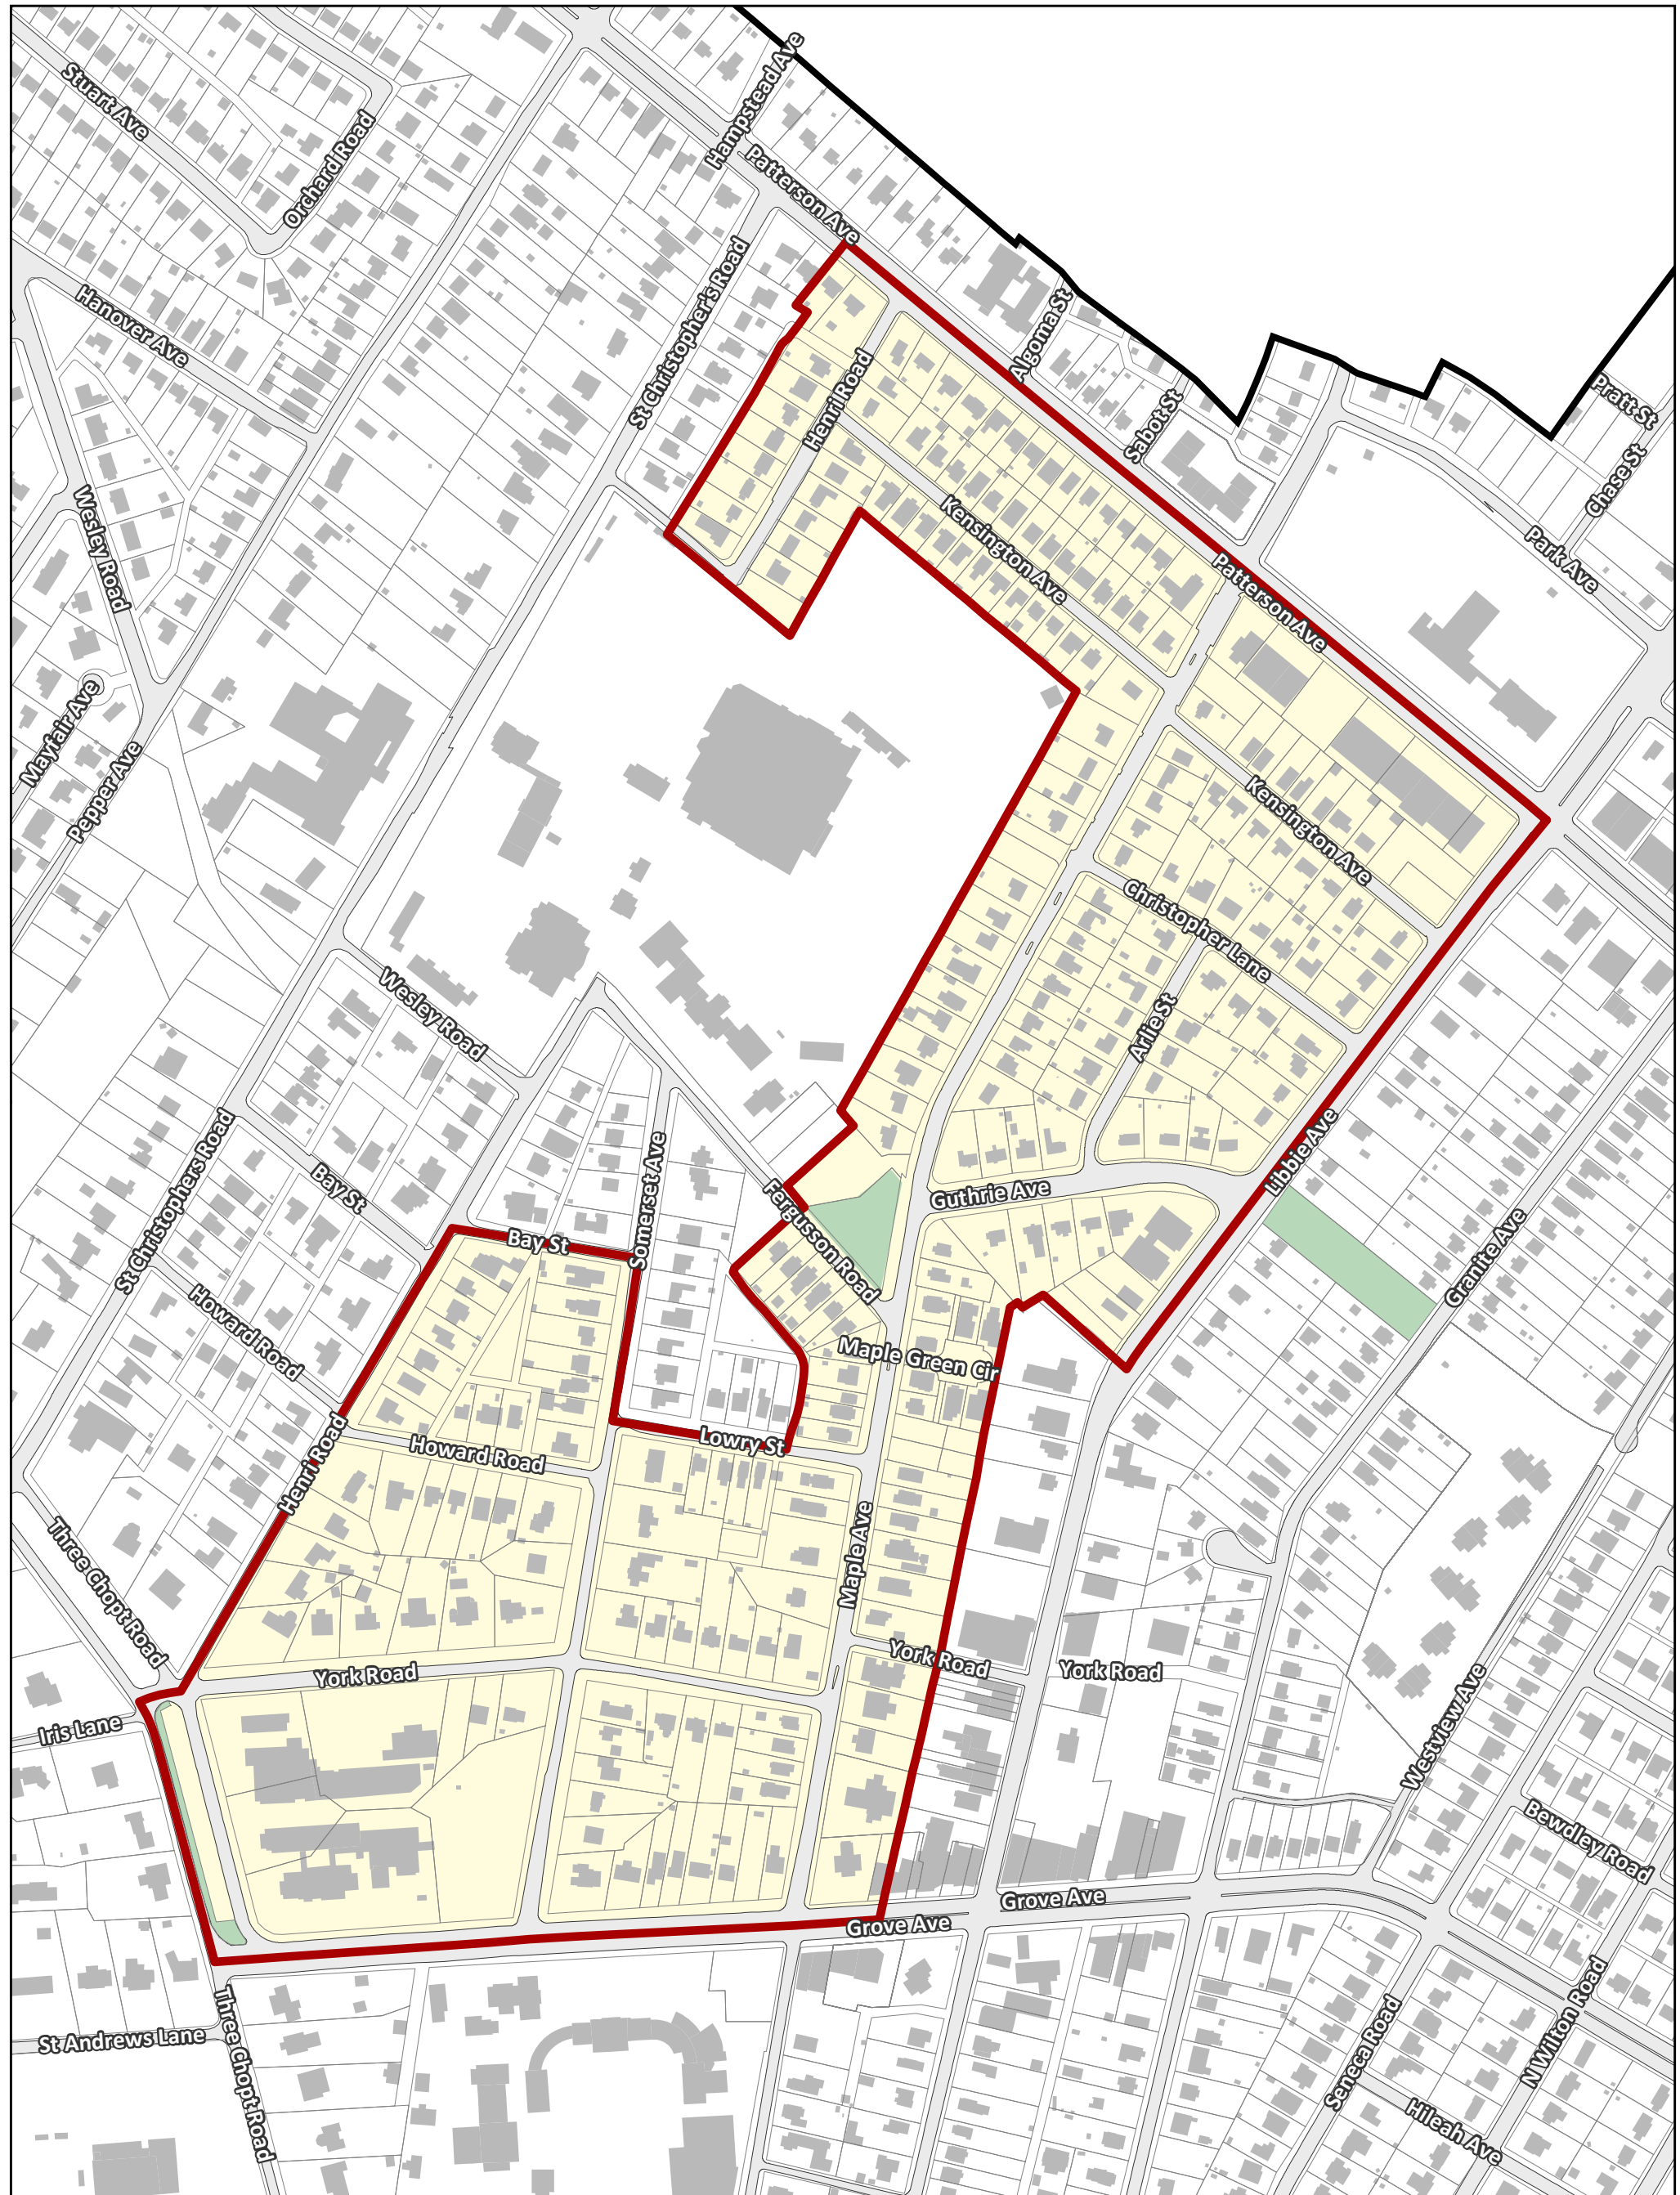 Hampstead Ave
Stuart Ave
Orchard Road
Patterson Ave
Hanover Ave
St Christopher's Road
Algoma St
Henri Road
Sabot St
Pratt St
Chase St
Wesley Road
Kensington Ave
Park Ave
Patterson Ave
Mayfair Ave
Pepper Ave
Kensington Ave
Christopher Lane
Wesley Road
Arlie St
St Christophers Road
Bay St
Somerset Ave
Libbie Ave
Guthrie Ave
Fergusson Road
Granite Ave
Bay St
Howard Road
Maple Green Cir
Henri Road
Howard Road
Lowry St
Three Chopt Road
Maple Ave
York Road
York Road
York Road
Iris Lane
Westview Ave
Bewdley Road
Grove Ave
Grove Ave
St Andrews Lane
Three Chopt Road
Seneca Road
N Wilton Road
Hileah Ave